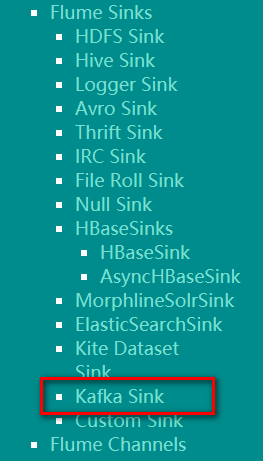 Flume Sinks
HDFS Sink
Hive Sink
Logger Sink
Avro Sink
Thrift Sink
IRC Sink
File Roll Sink
Null Sink
HBaseSinks
HBaseSink
AsyncHBaseSink
MorphlineSolrSink
ElasticSearchSink
Kite Dataset
Sink
Kafka Sink
Custom Sink
Flume Channels